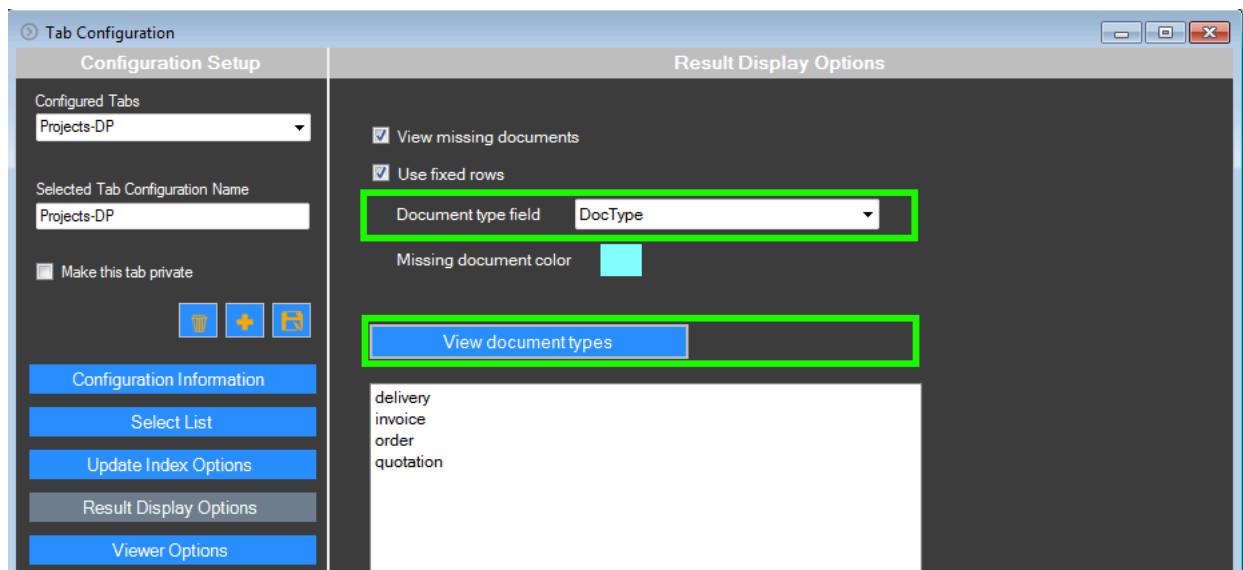 Tab Configuration
Configuration Setup
Result Display Options
Configured Tabs
Projects-DP
Selected Tab Configuration Name
Projects-DP
Make this tab private
Configuration Information
Select List
Update Index Options
Result Display Options
Viewer Options
View missing documents
Use fixed rows
Document type field DocType
Missing document color
View document types
delivery
invoice
order
quotation